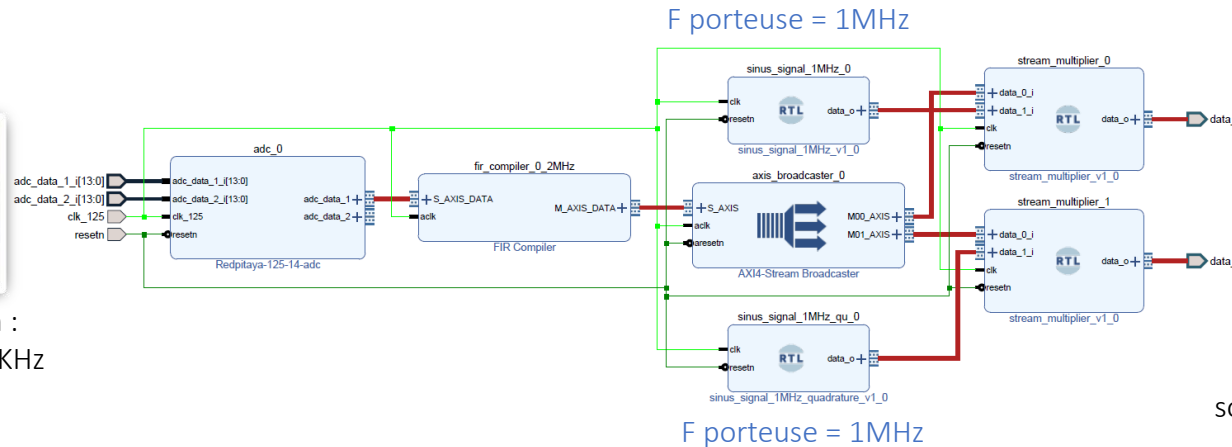 F porteuse = 1MHz
adc_data_1_i[13:0]
adc_data_2_i[13:0]
clk_125
resetn
adc_0
adc_data_1_i[13:0]
adc_data_2_i[13:0]
clk_125
resetn
adc_data_1
adc_data_2
Redpitaya-125-14-adc
fir_compiler_0_2MHz
S_AXIS_DATA
aclk
M_AXIS_DATA
FIR Compiler
sinus_signal_1MHz_0
clk
resetn
RTL
data_o
sinus_signal_1MHz_v1_0
axis_broadcaster_0
S_AXIS
aclk
aresetn
M00_AXIS
M01_AXIS
AXI4-Stream Broadcaster
sinus_signal_1MHz_qu_0
clk
resetn
RTL
data_o
sinus_signal_1MHz_quadrature_v1_0
stream_multiplier_0
data_0_i
data_1_i
clk
resetn
RTL
data_o
stream_multiplier_v1_0
data_
stream_multiplier_1
data_0_i
data_1_i
clk
resetn
RTL
data_o
stream_multiplier_v1_0
data_
:
KHz
F porteuse = 1MHz